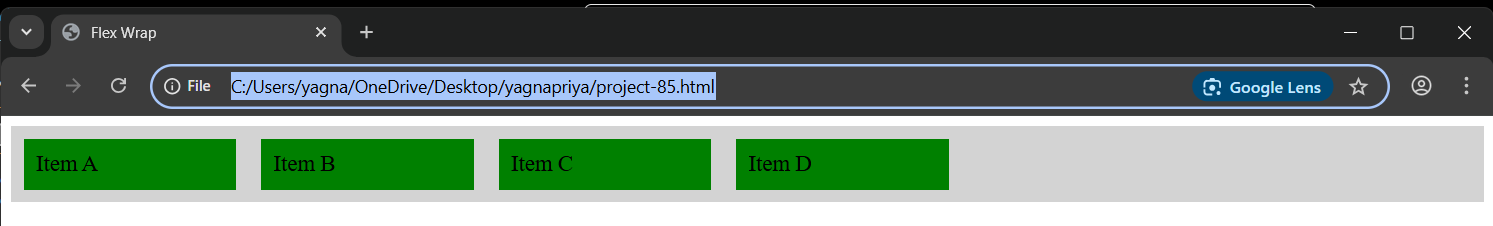 Flex Wrap
File C:/Users/yagna/OneDrive/Desktop/yagnapriya/project-85.html Google Lens
Item A Item B Item C Item D